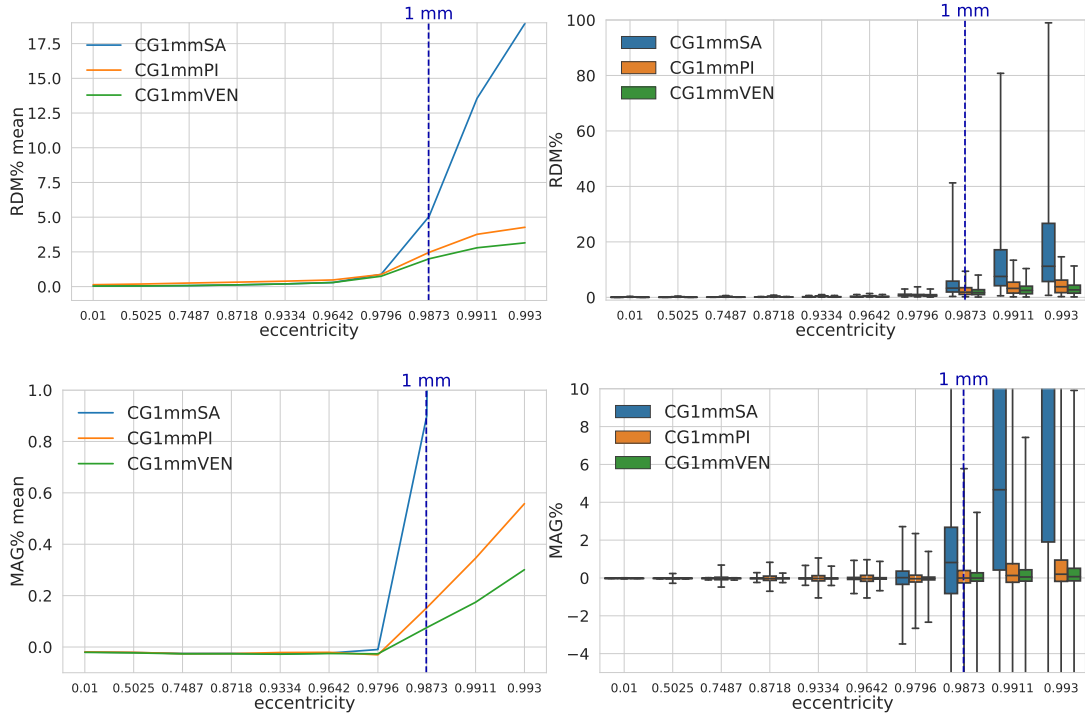 1 mm
RDM% mean
17.5
15.0
12.5
10.0
7.5
5.0
2.5
0.0
CG1mmSA
CG1mmPI
CG1mmVEN
0.01 0.5025 0.7487 0.8718 0.9334 0.9642 0.9796 0.9873 0.9911 0.993
eccentricity
1 mm
RDM%
100
80
60
40
20
0
CG1mmSA
CG1mmPI
CG1mmVEN
0.01 0.5025 0.7487 0.8718 0.9334 0.9642 0.9796 0.9873 0.9911 0.993
eccentricity
1 mm
MAG% mean
1.0
0.8
0.6
0.4
0.2
0.0
CG1mmSA
CG1mmPI
CG1mmVEN
0.01 0.5025 0.7487 0.8718 0.9334 0.9642 0.9796 0.9873 0.9911 0.993
eccentricity
1 mm
MAG%
10
8
6
4
2
0
−2
−4
CG1mmSA
CG1mmPI
CG1mmVEN
0.01 0.5025 0.7487 0.8718 0.9334 0.9642 0.9796 0.9873 0.9911 0.993
eccentricity